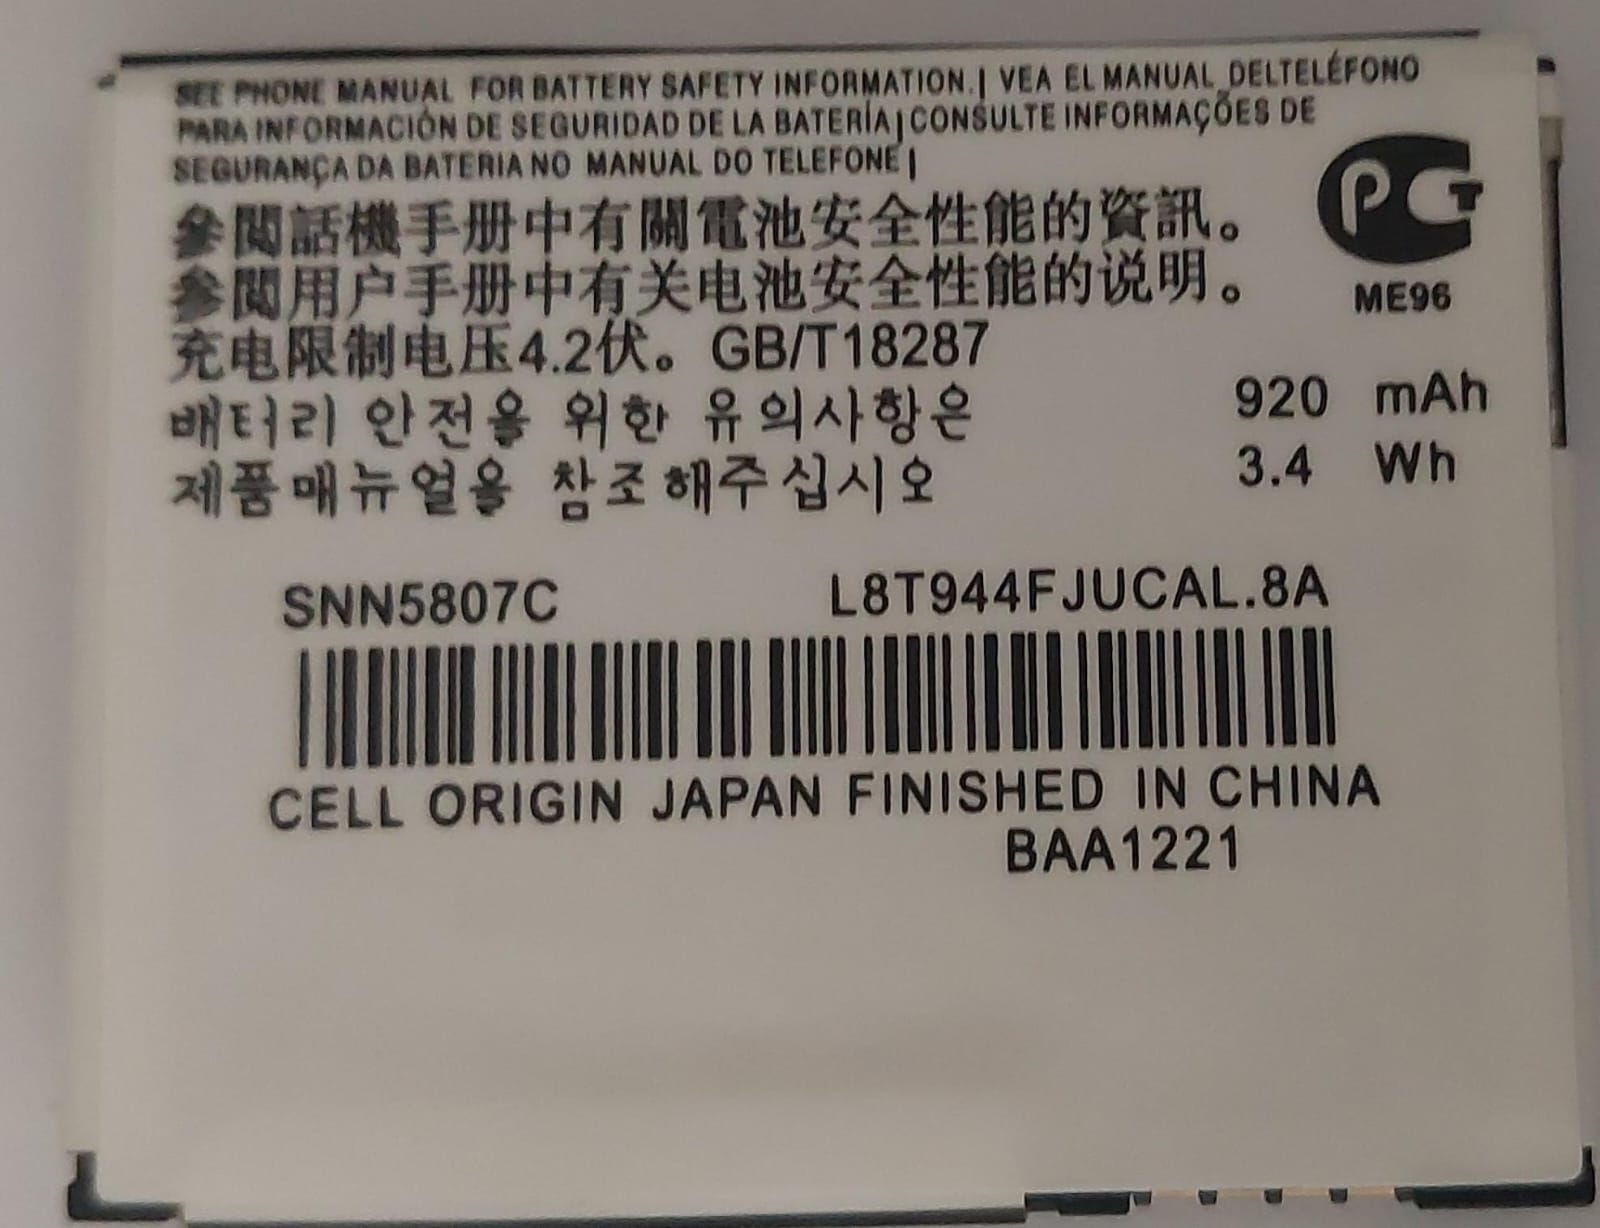 SEE PHONE MANUAL FOR BATTERY SAFETY INFORMATION. | VEA EL MANUAL DELTELÉFONO
PARA INFORMACIÓN DE SEGURIDAD DE LA BATERÍA | CONSULTE INFORMAÇÕES DE
SEGURANÇA DA BATERIA NO MANUAL DO TELEFONE |
參閱話機手册中有關電池安全性能的資訊。
參閱用户手册中有关电池安全性能的说明。
充电限制电压4.2伏。GB/T18287
배터리 안전을 위한 유의사항은
제품매뉴얼을 참조해주십시오
PCT
ME96
920 mAh
3.4 Wh
SNN5807C L8T944FJUCAL.8A
CELL ORIGIN JAPAN FINISHED IN CHINA
BAA1221